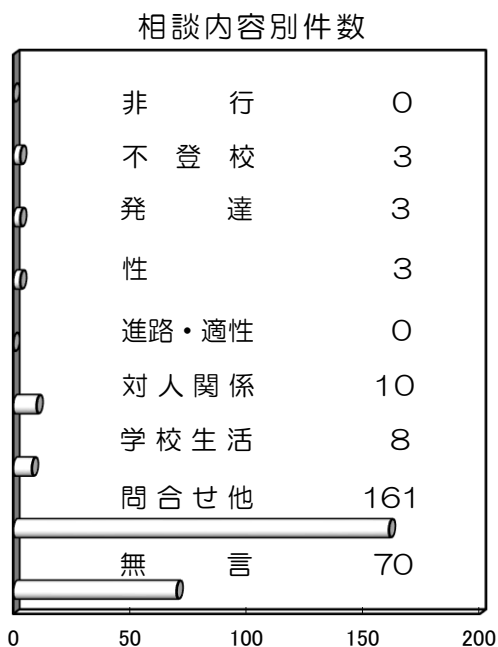 相談内容別件数
非行 0
不登校 3
発達 3
性 3
進路・適性 0
対人関係 10
学校生活 8
問合せ他 161
無言 70
0 50 100 150 200